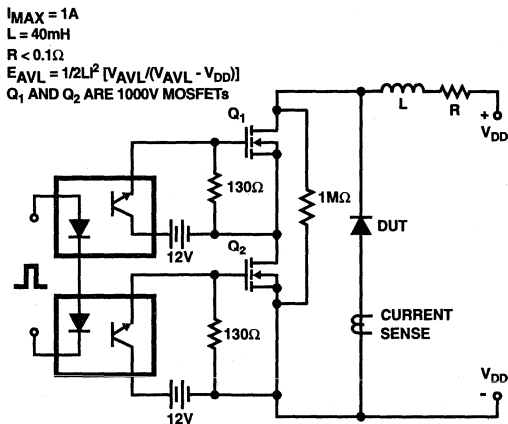 IMAX = 1A
L = 40mH
R < 0.1Ω
EAVL = 1/2LI² [VAVL/(VAVL - VDD)]
Q1 AND Q2 ARE 1000V MOSFETs
Q1
L
R
+
VDD
130Ω
1MΩ
12V
DUT
Q2
130Ω
CURRENT
SENSE
VDD
-
12V